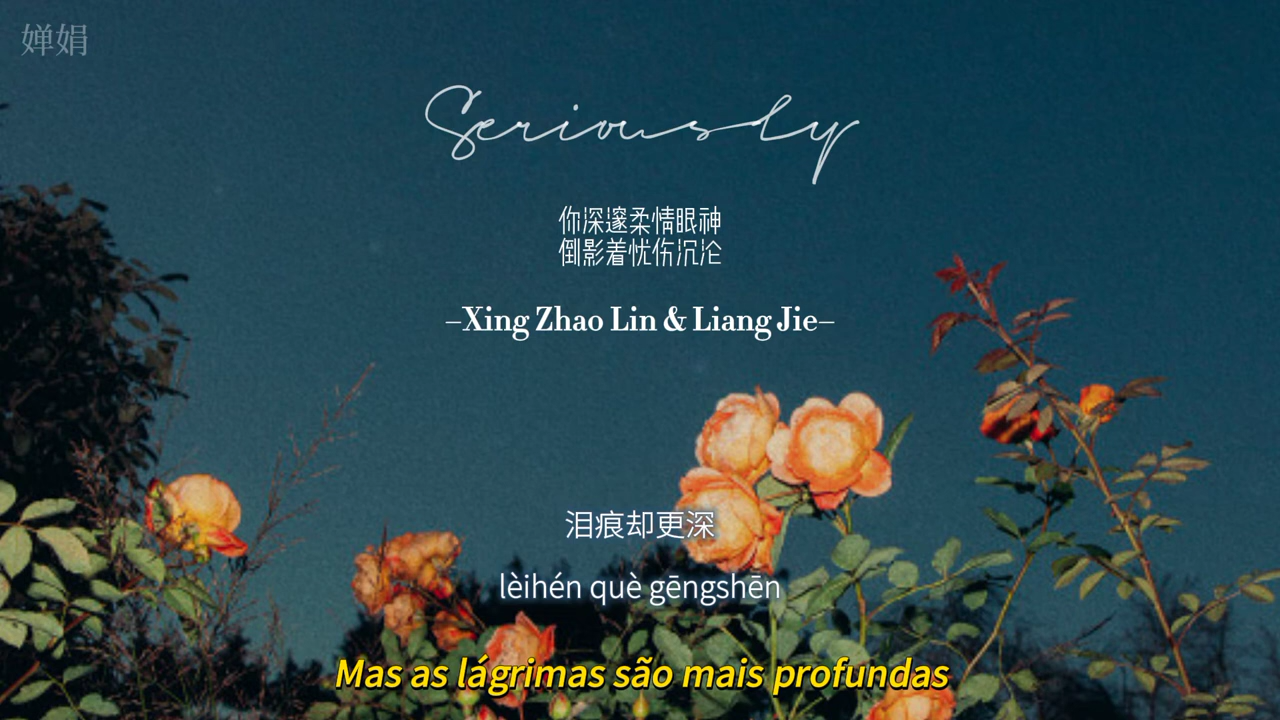 婵娟
Seriously
你深邃柔情眼神
倒影着忧伤沉沦
–Xing Zhao Lin & Liang Jie–
泪痕却更深
lèihén què gēngshēn
Mas as lágrimas são mais profundas